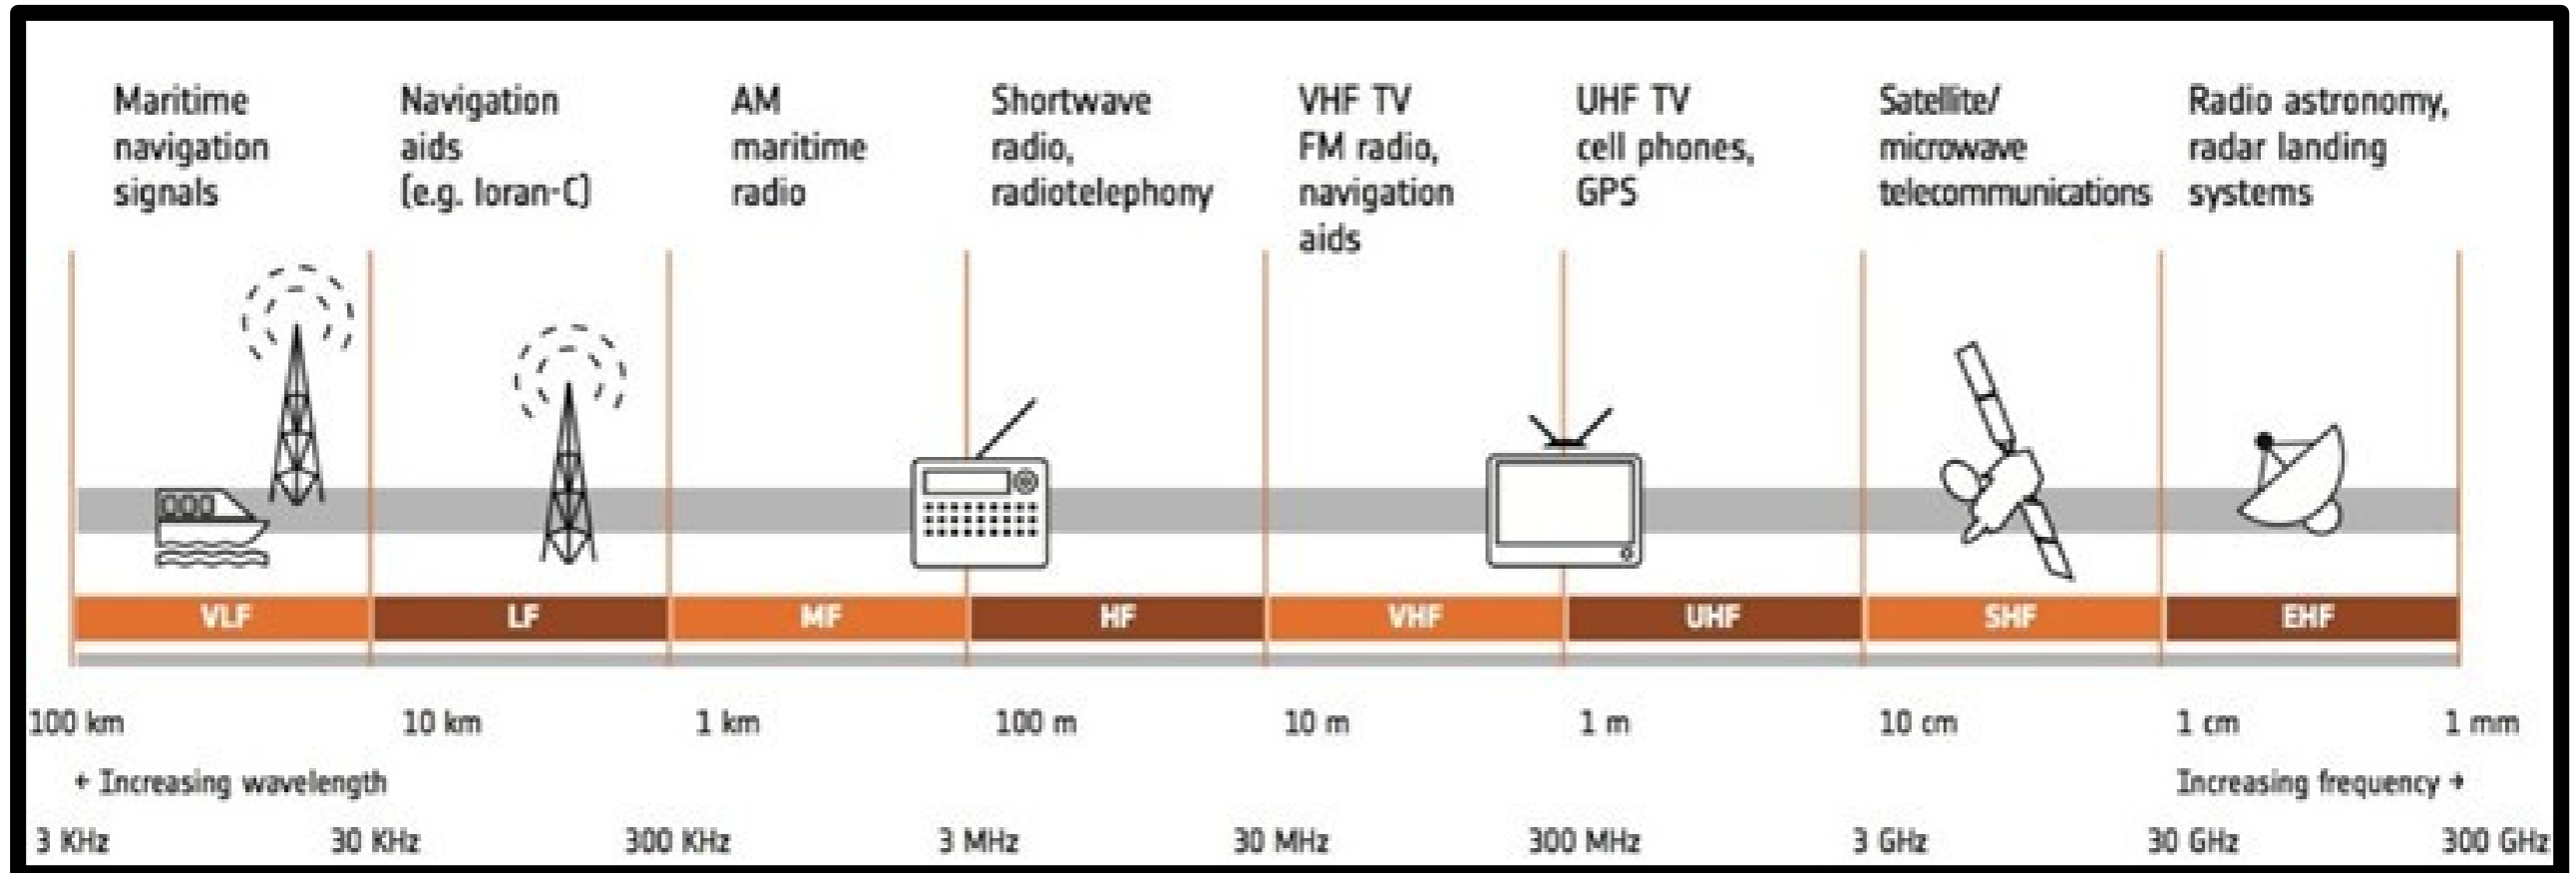 Maritime
navigation
signals
Navigation
aids
(e.g. loran-C)
AM
maritime
radio
Shortwave
radio,
radiotelephony
VHF TV
FM radio,
navigation
aids
UHF TV
cell phones,
GPS
Satellite/
microwave
telecommunications
Radio astronomy,
radar landing
systems
VLF LF MF HF VHF UHF SHF EHF
100 km 10 km 1 km 100 m 10 m 1 m 10 cm 1 cm 1 mm
← Increasing wavelength Increasing frequency →
3 KHz 30 KHz 300 KHz 3 MHz 30 MHz 300 MHz 3 GHz 30 GHz 300 GHz